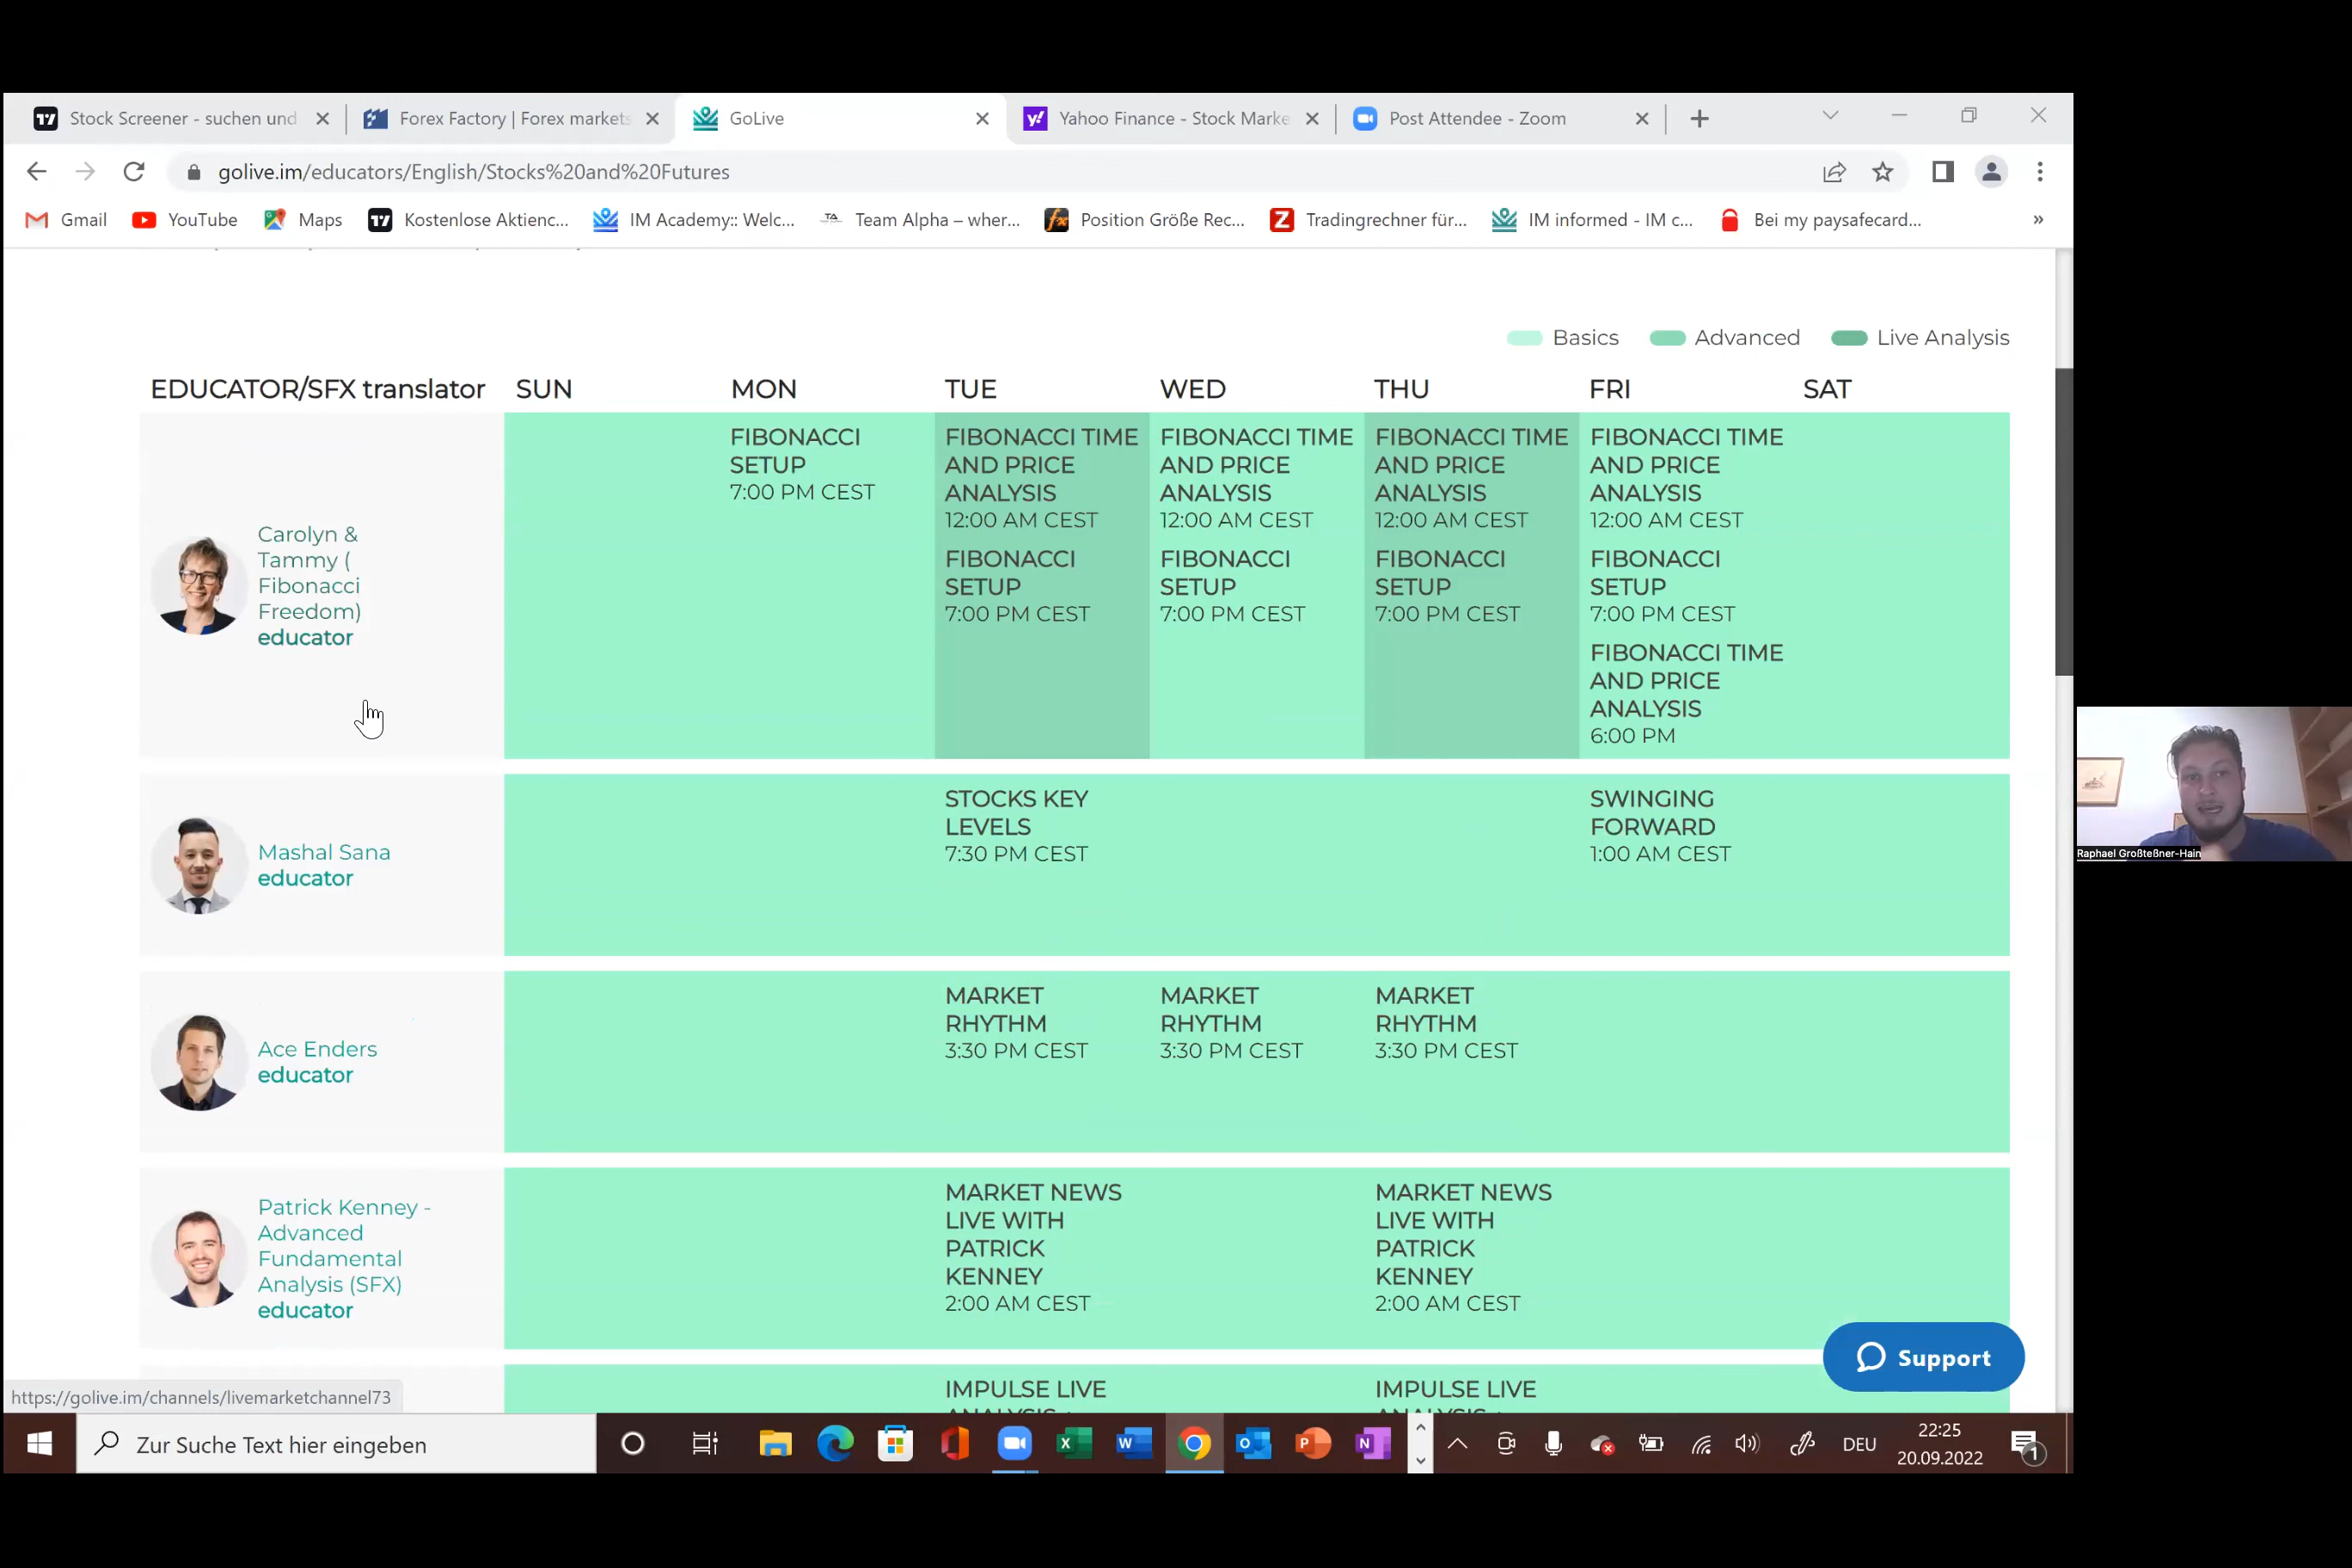 Stock Screener - suchen und
Forex Factory | Forex markets
GoLive
Yahoo Finance - Stock Marke
Post Attendee - Zoom
golive.im/educators/English/Stocks%20and%20Futures
Gmail
YouTube
Maps
Kostenlose Aktienc...
IM Academy:: Welc...
Team Alpha – wher...
Position Größe Rec...
Tradingrechner für...
IM informed - IM c...
Bei my paysafecard...
»
Basics
Advanced
Live Analysis
EDUCATOR/SFX translator
SUN
MON
TUE
WED
THU
FRI
SAT
Carolyn &
Tammy (
Fibonacci
Freedom)
educator
FIBONACCI
SETUP
7:00 PM CEST
FIBONACCI TIME
AND PRICE
ANALYSIS
12:00 AM CEST
FIBONACCI
SETUP
7:00 PM CEST
FIBONACCI TIME
AND PRICE
ANALYSIS
12:00 AM CEST
FIBONACCI
SETUP
7:00 PM CEST
FIBONACCI TIME
AND PRICE
ANALYSIS
12:00 AM CEST
FIBONACCI
SETUP
7:00 PM CEST
FIBONACCI TIME
AND PRICE
ANALYSIS
12:00 AM CEST
FIBONACCI
SETUP
7:00 PM CEST
FIBONACCI TIME
AND PRICE
ANALYSIS
6:00 PM
Mashal Sana
educator
STOCKS KEY
LEVELS
7:30 PM CEST
SWINGING
FORWARD
1:00 AM CEST
Raphael Großteßner-Hain
Ace Enders
educator
MARKET
RHYTHM
3:30 PM CEST
MARKET
RHYTHM
3:30 PM CEST
MARKET
RHYTHM
3:30 PM CEST
Patrick Kenney -
Advanced
Fundamental
Analysis (SFX)
educator
MARKET NEWS
LIVE WITH
PATRICK
KENNEY
2:00 AM CEST
MARKET NEWS
LIVE WITH
PATRICK
KENNEY
2:00 AM CEST
Support
IMPULSE LIVE
IMPULSE LIVE
https://golive.im/channels/livemarketchannel73
Zur Suche Text hier eingeben
DEU
22:25
20.09.2022
1